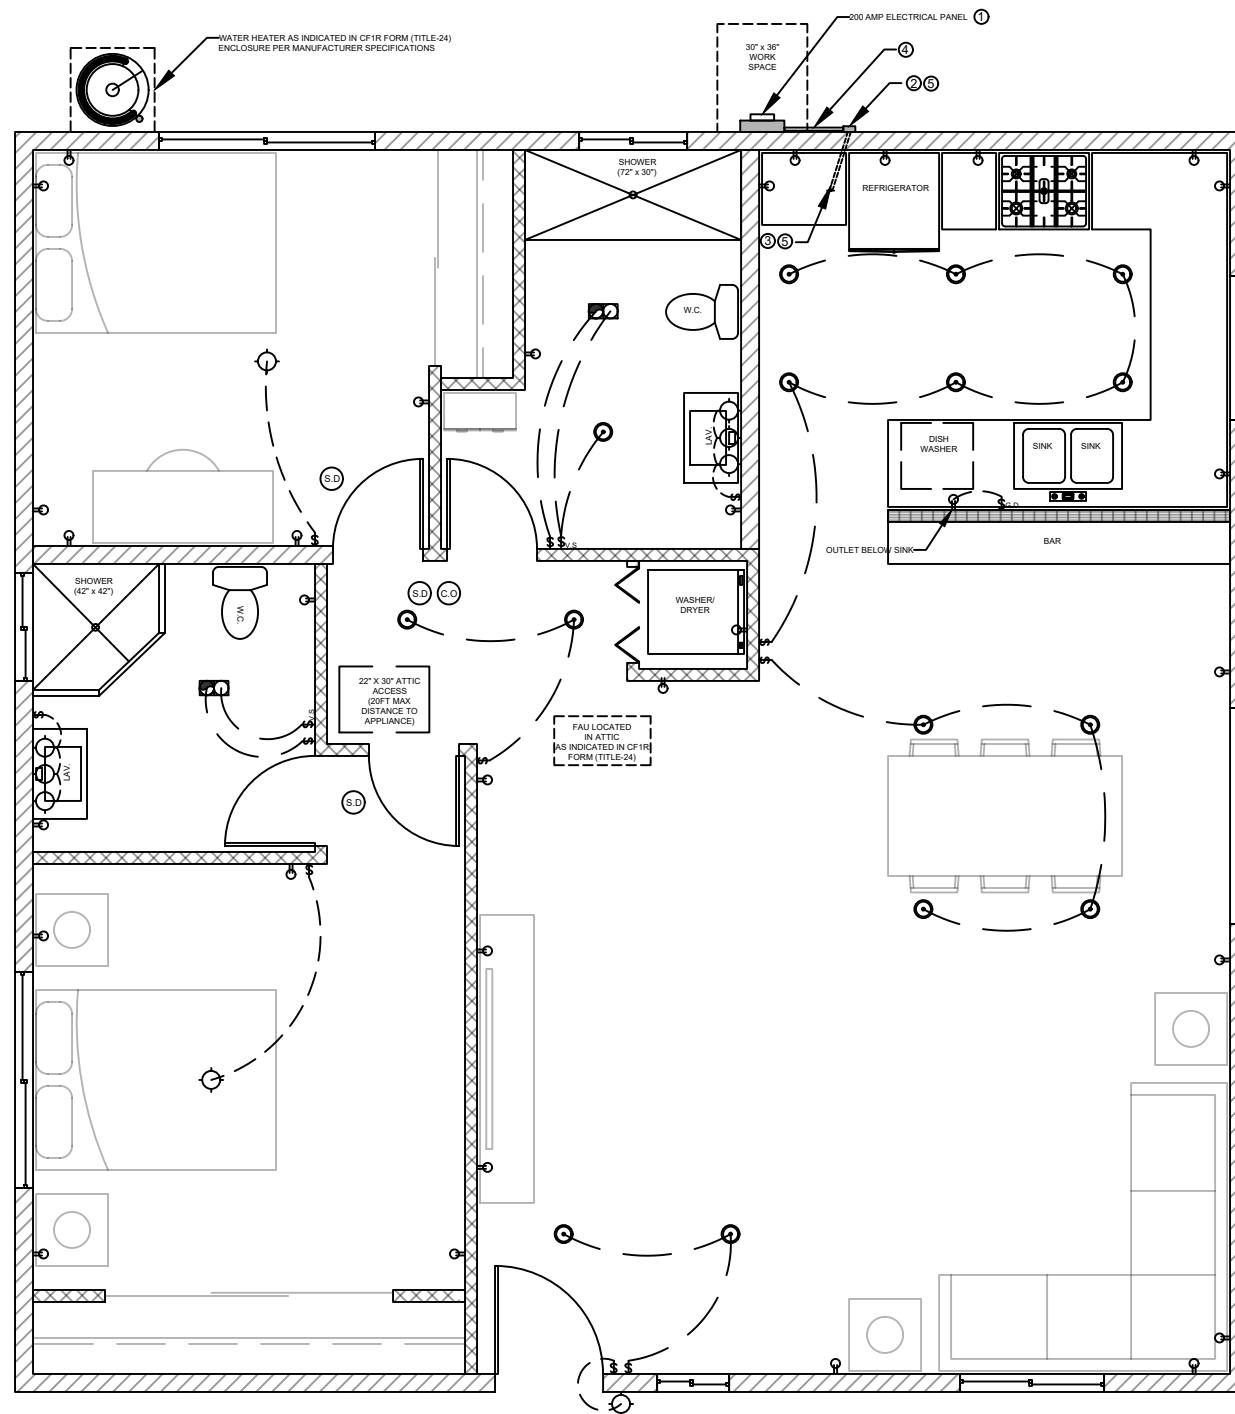 200 AMP ELECTRICAL PANEL 1
WATER HEATER AS INDICATED IN CF1R FORM (TITLE-24)
ENCLOSURE PER MANUFACTURER SPECIFICATIONS
30" x 36"
WORK
SPACE
4
2 5
SHOWER
(72" x 30")
REFRIGERATOR
3 5
W.C.
LAV.
DISH
WASHER
SINK
SINK
S.D
$
$
$
$ V.S
$ G.D
OUTLET BELOW SINK
BAR
SHOWER
(42" x 42")
W.C.
S.D
C.O
WASHER/
DRYER
$
$
22" X 30" ATTIC
ACCESS
(20FT MAX
DISTANCE TO
APPLIANCE)
$
$ V.S
$
FAU LOCATED
IN ATTIC
AS INDICATED IN CF1R
FORM (TITLE-24)
$
LAV.
S.D
$
$
$